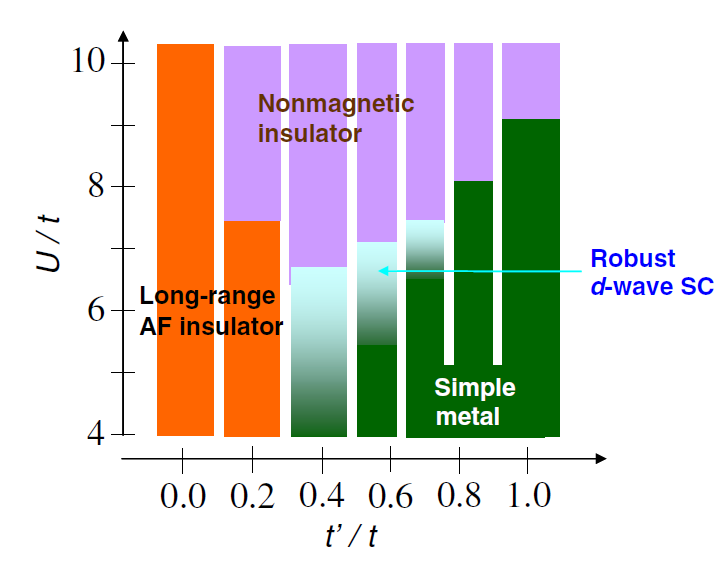 10
Nonmagnetic
insulator
8
U / t
Robust
d-wave SC
Long-range
AF insulator
6
Simple
metal
4
0.0 0.2 0.4 0.6 0.8 1.0
t’ / t